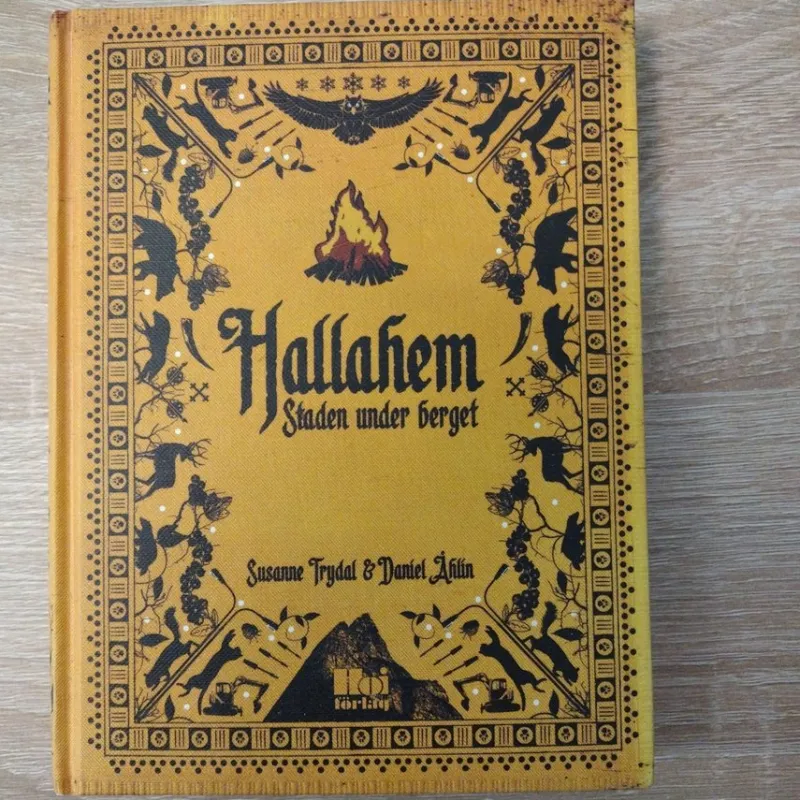 Hallahem
Staden under berget
Susanne Trydal & Daniel Åhlin
Hoi
förlag